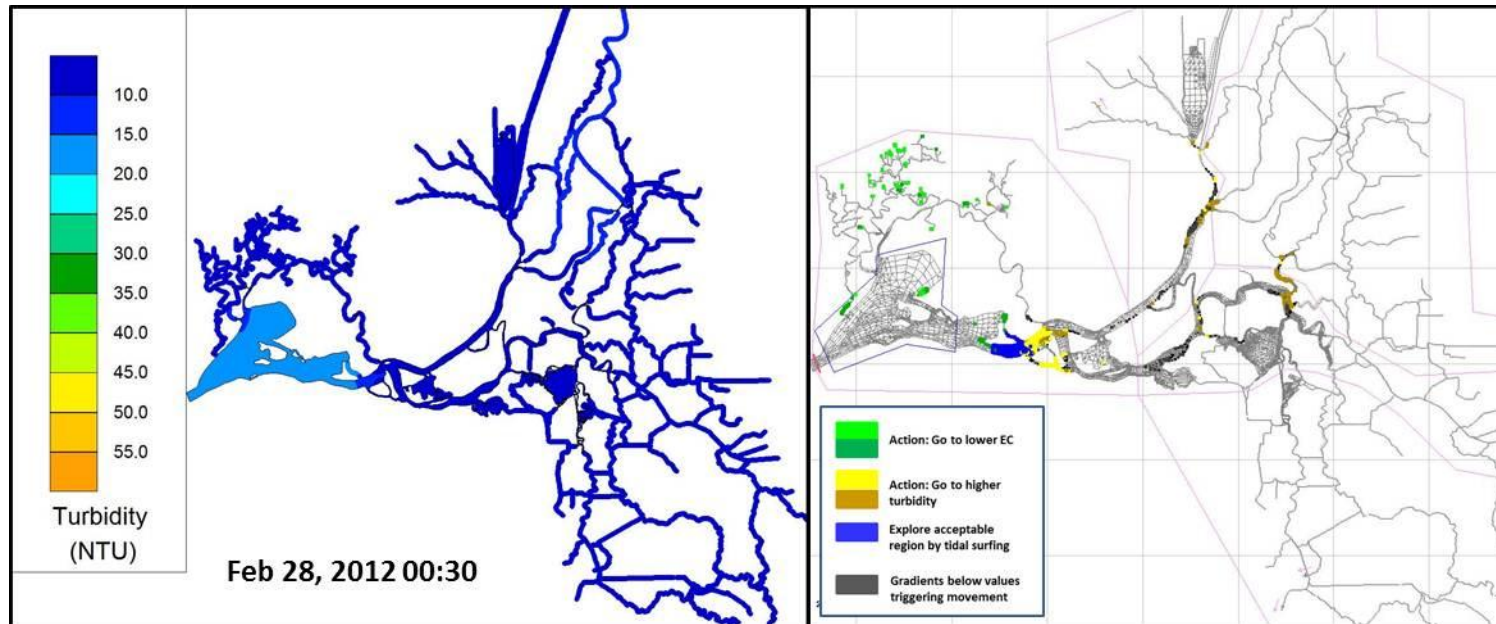 10.0
15.0
20.0
25.0
30.0
35.0
40.0
45.0
50.0
55.0
Turbidity
(NTU)
Feb 28, 2012 00:30
Action: Go to lower EC
Action: Go to higher
turbidity
Explore acceptable
region by tidal surfing
Gradients below values
triggering movement